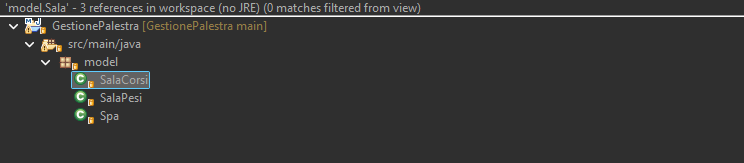 'model.Sala' - 3 references in workspace (no JRE) (0 matches filtered from view)
GestionePalestra [GestionePalestra main]
src/main/java
model
SalaCorsi
SalaPesi
Spa